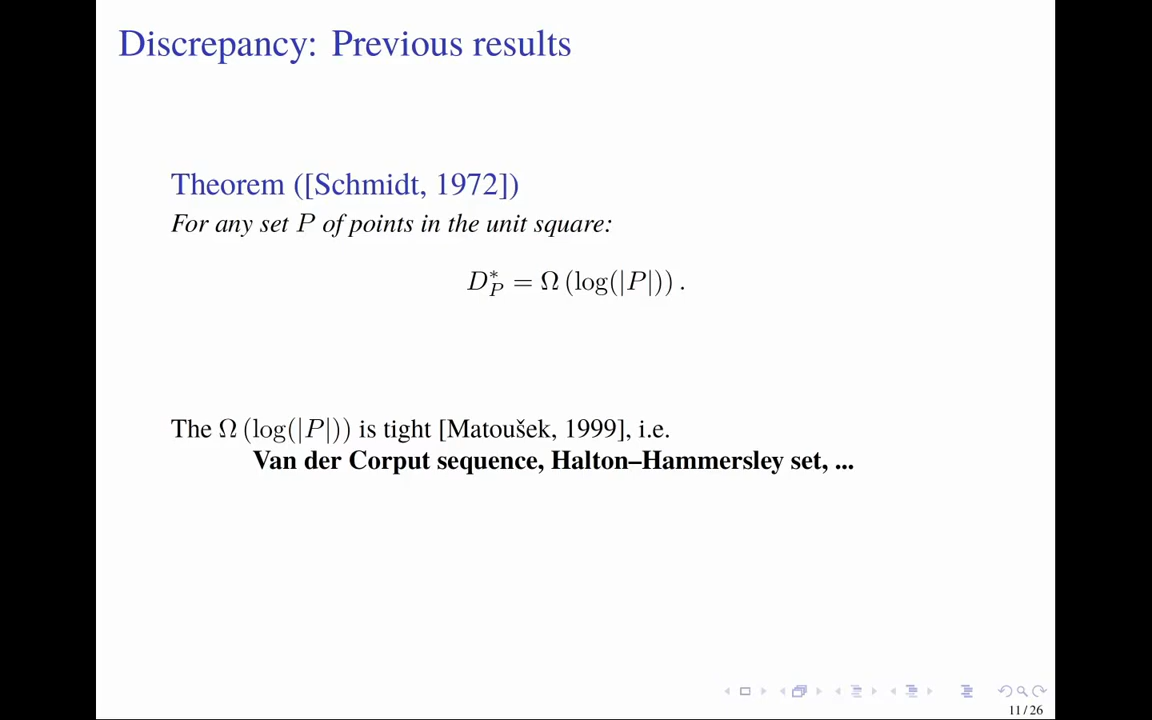 Discrepancy: Previous results
Theorem ([Schmidt, 1972])
For any set P of points in the unit square:
D*_P = Ω (log(|P|)) .
The Ω (log(|P|)) is tight [Matoušek, 1999], i.e.
Van der Corput sequence, Halton–Hammersley set, ...
11 / 26